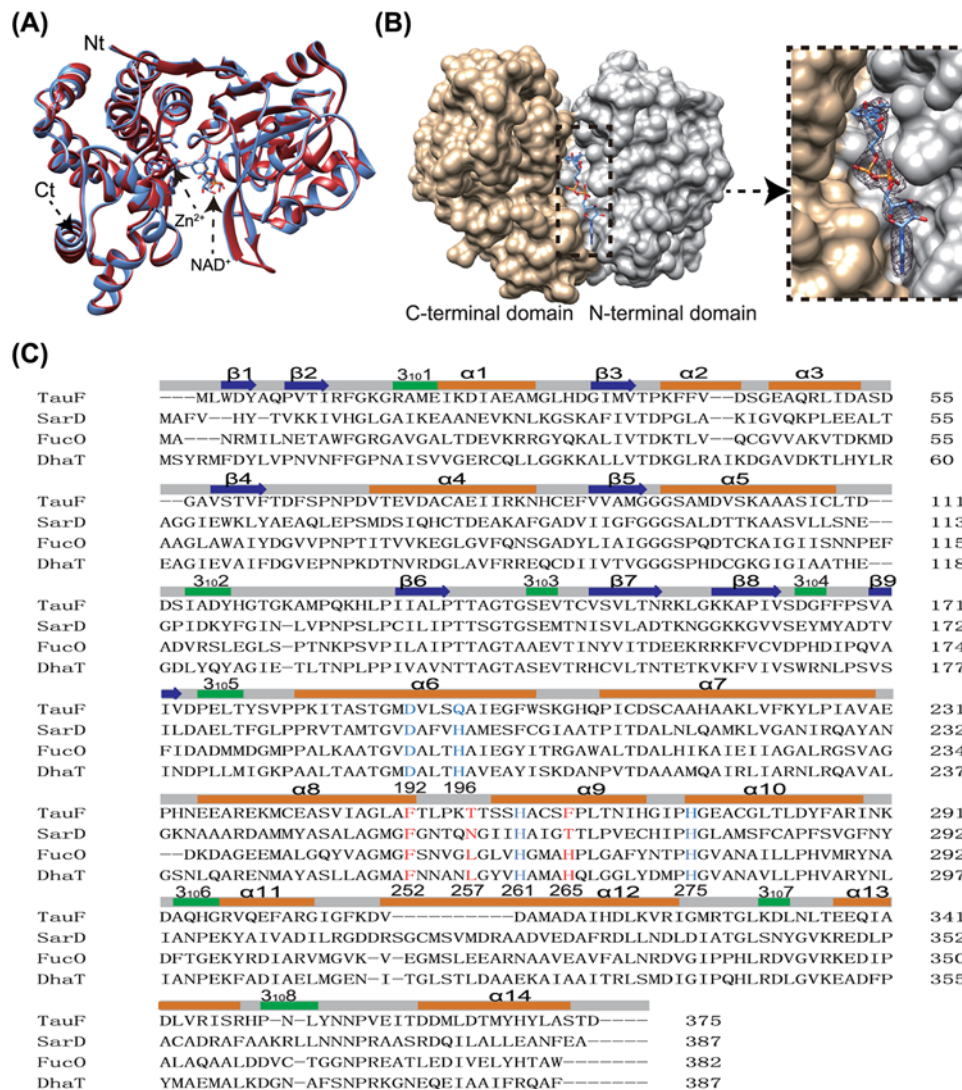 (A)
Nt
Ct
Ct
Zn²⁺
NAD⁺
(B)
C-terminal domain N-terminal domain
(C)
β1 β2 3₁₀1 α1 β3 α2 α3
TauF ---MLWDYAQPVTIRFGKGRAMEIKDIAEAMGLHDGIMVTPKFFV--DSGEAQRLIDASD 55
SarD MAFV--HY-TVKKIVHGLGAIKEAANEVKNLKGSKAFIVTDPGLA-KIGVQKPLEEALT 55
FucO MA---NRMILNETAWFGRGAVGALTDEVKRRGYQKALIVTDKTLV-QCGVVAKVTDKMD 55
DhaT MSYRMFDYLVPNVNFFGPNAISVVGERCQLLGGKKALLVTDKGLRAIKDGAVDKTLHYLR 60
β4 α4 β5 α5
TauF --GAVSTVFTDFSPNPDVTEVDACAEIIRKNHCEFVVAMGGGSAMDVSKAAASICLTD-- 111
SarD AGGIEWKLYAEAQLEPSMDSIQHCTDEAKAFGADVIIGFGGGSALDTTKAASVLLSNE-- 113
FucO AAGLAWAIYDGVVPNPTITVVKEGLGVFQNSGADYLIAIGGGSPQDTCKAIGIISNNPEF 115
DhaT EAGIEVAIFDGVEPNPKDTNVRDGLAVFRREQCDIIVTVGGGSPHDCGKGIGIAATHE-- 118
3₁₀2 β6 3₁₀3 β7 β8 3₁₀4 β9
TauF DSIADYHGTGKAMPQKHLPIIALPTTAGTGSEVTCVSVLTNRKLGKKAPIVSDGFFPSVA 171
SarD GPIDKYFGIN-LVPNPSLPCILIPTTSGTGSEMTNISVLTDTKNGGKKGVVSEYMYADTV 172
FucO ADVRSLEGLS-PTNKPSVPILAIPTTAGTAAEVTINYVITDEEKRRKFVCVDPHDIPQVA 174
DhaT GDLYQYAGIE-TLTNPLPPIVAVNTTAGTASEVTRHCVLTNTETKVKFVIVSWRNLPSVS 177
3₁₀5 α6 α7
TauF IVDPELTYSVPPKITASTGMDVLSQAIEGFWSKGHQPICDSCAAHAAKLVFKYLPIAVAE 231
SarD ILDAELTFGLPPRVTAMTGVDAFVHAMESFCGIAATPITDALNLQAMKLVGANIRQAYAN 232
FucO FIDADMMDGMPPALKAATGVDALTHAIEGYITRGAWALTDALHIKAIEIIAGALRGSVAG 234
DhaT INDPLLMIGKPAALTAATGMDALTHAVEAYISKDANPVTDAAAMQAIRLIARNLRQAVAL 237
192 196
α8 α9 α10
TauF PHNEEAREKMCEASVIAGLAFTLPKTTSSHACSFPLTNIHGIPHGEACGLTLDYFARINK 291
SarD GKNAAARDAMMYASALAGMGFGNTQNGIIHAIGTTLPVECHIPHGLAMSFCAPFSVGFNY 292
FucO --DKDAGEEMALGQYVAGMGFSNVGLGLVHGMAHPLGAFYNTPHGVANAILLPHVMRYNA 292
DhaT GSNLQARENMAYASLLAGMAFNNANLGYVHAMAHQLGGLYDMPHGVANAVLLPHVARYNL 297
252 257 261 265 275
3₁₀6 α11 α12 3₁₀7 α13
TauF DAQHGRVQEFARGIGFKDV----------DAMADAIHDLKVRIGMRTGLKDLNLTEEQIA 341
SarD IANPEKYAIVADILRGDDRSGCMSVMDRAADVEDAFRDLLNDLDIATGLSNYGVKREDLP 352
FucO DFTGEKYRDIARVMGVK-V--EGMSLEEARNAAVEAVFALNRDVGIPPHLRDVGVRKEDIP 350
DhaT IANPEKFADIAELMGEN-I-TGLSTLDAAEKAIAAITRLSMDIGIPQHLRDLGVKEADFP 355
3₁₀8 α14
TauF DLVRISRHP-N-LYNNPVEITDDMLDTMYHYLASTD---- 375
SarD ACADRAFAAKRLLNNNPRAASRDQILALLEANFEA----- 387
FucO ALAQAALDDVC-TGGNPREATLEDIVELYHTAW------ 382
DhaT YMAEMALKDGN-AFSNPRKGNEQEIAAIFRQAF------ 387